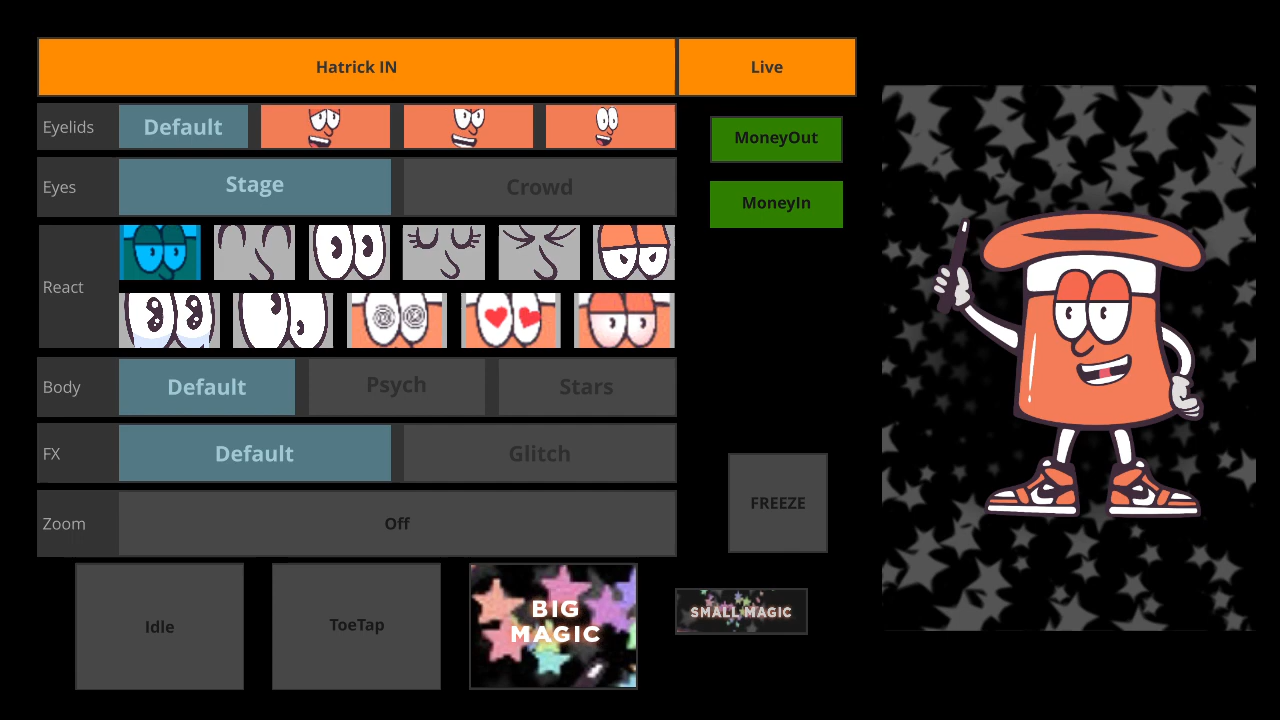 Hatrick IN
Live
Eyelids
Default
MoneyOut
Eyes
Stage
Crowd
MoneyIn
React
Body
Default
Psych
Stars
FX
Default
Glitch
FREEZE
Zoom
Off
Idle
ToeTap
BIG
MAGIC
SMALL MAGIC